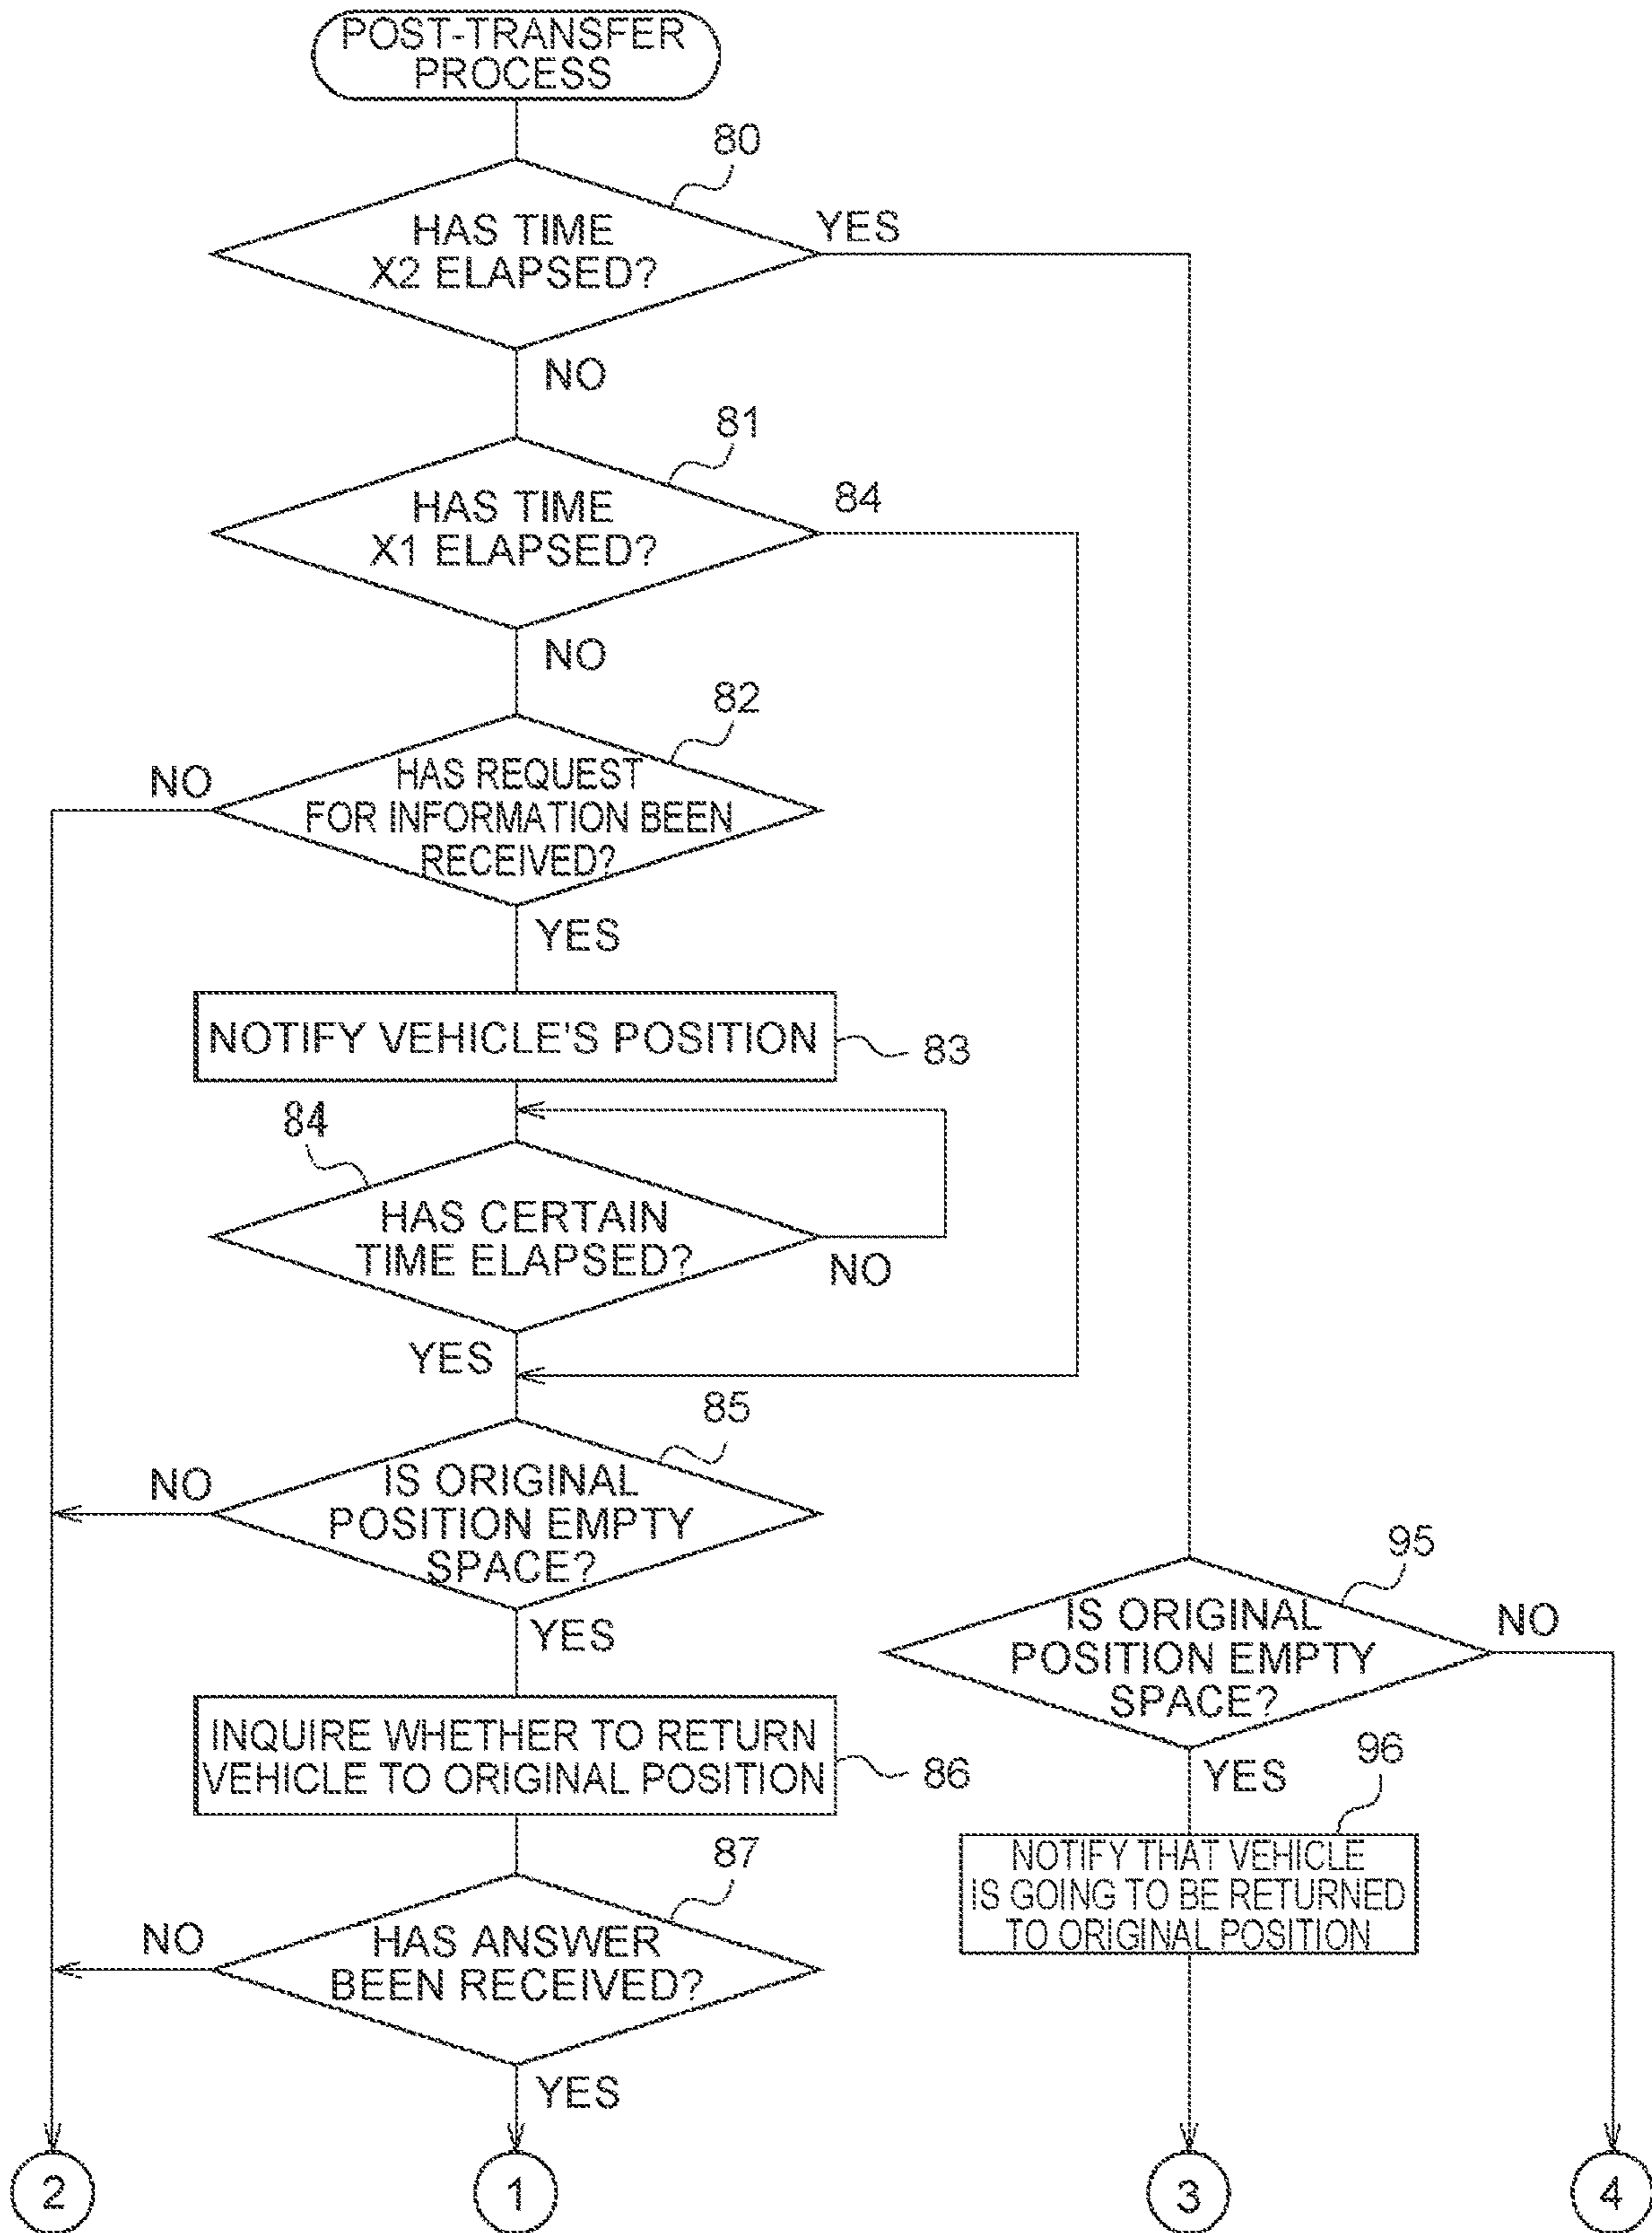 POST-TRANSFER
PROCESS
80
HAS TIME
X2 ELAPSED?
YES
NO
81
HAS TIME
X1 ELAPSED?
84
NO
82
HAS REQUEST
FOR INFORMATION BEEN
RECEIVED?
NO
YES
NOTIFY VEHICLE'S POSITION
83
84
HAS CERTAIN
TIME ELAPSED?
NO
YES
85
IS ORIGINAL
POSITION EMPTY
SPACE?
NO
YES
95
IS ORIGINAL
POSITION EMPTY
SPACE?
NO
YES
INQUIRE WHETHER TO RETURN
VEHICLE TO ORIGINAL POSITION
86
96
NOTIFY THAT VEHICLE
IS GOING TO BE RETURNED
TO ORIGINAL POSITION
87
HAS ANSWER
BEEN RECEIVED?
NO
YES
2
1
3
4